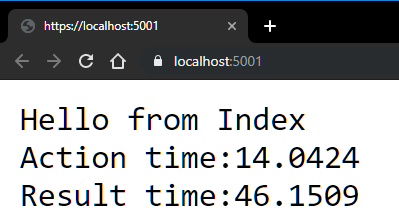 https://localhost:5001
localhost:5001
Hello from Index
Action time:14.0424
Result time:46.1509